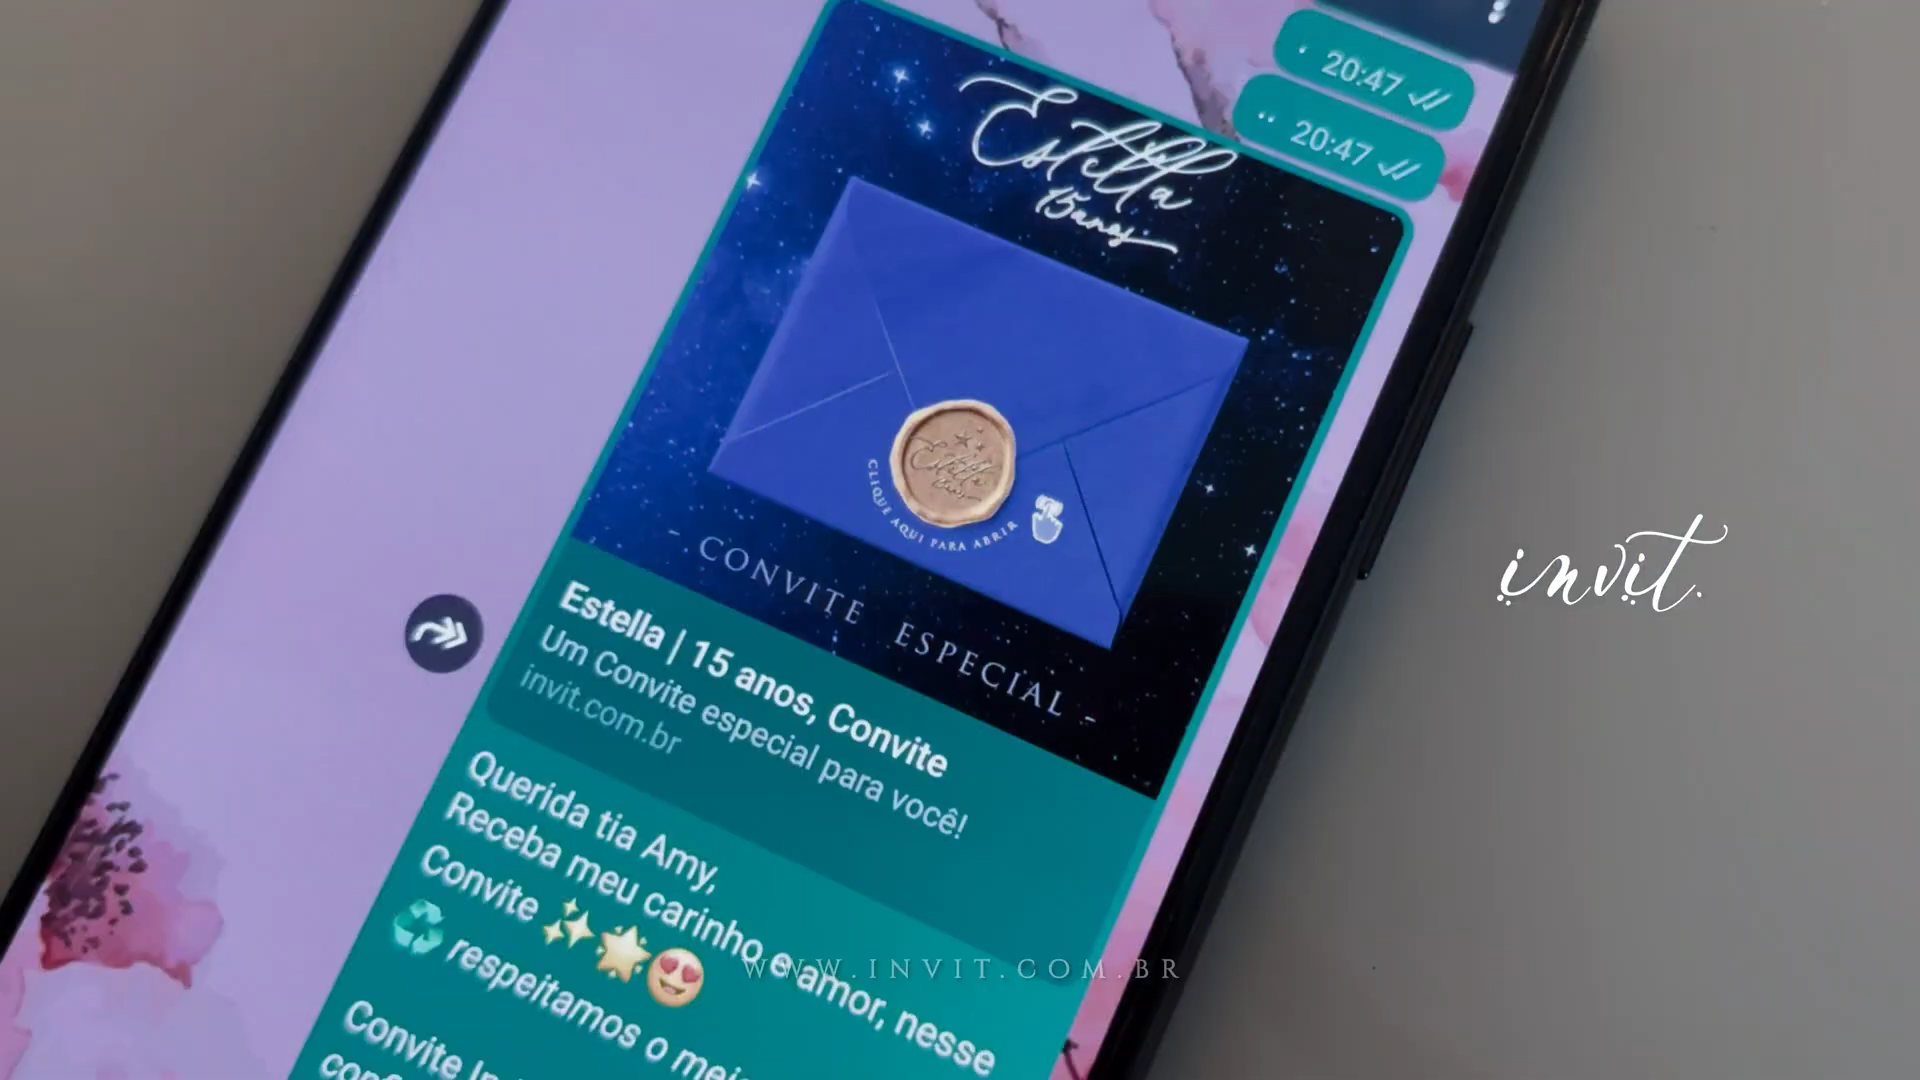 20:47
20:47
Estella
15 anos
Estella
CLIQUE AQUI PARA ABRIR
- CONVITE ESPECIAL -
Estella | 15 anos, Convite
Um Convite especial para você!
invit.com.br
Querida tia Amy,
Receba meu carinho e amor, nesse
Convite ✨🌟😍
♻️ respeitamos o meio
Convite
invit.
WWW.INVIT.COM.BR